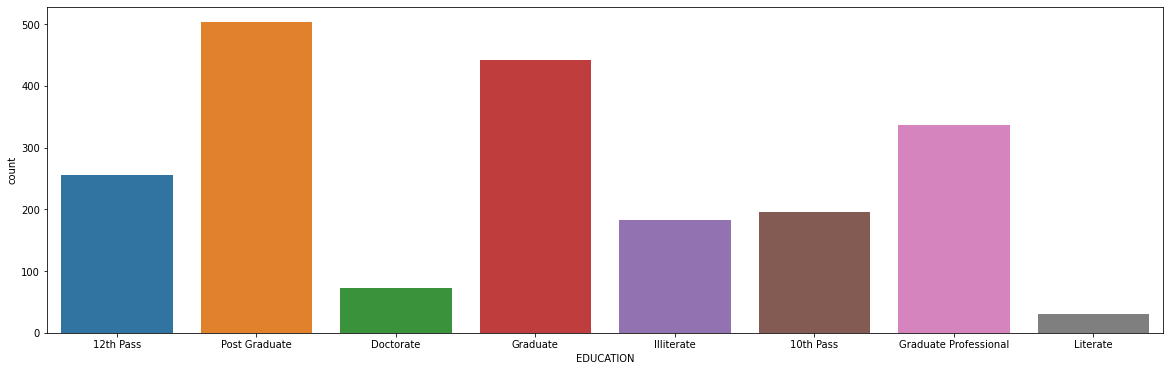 500
400
300
200
100
0
count
12th Pass
Post Graduate
Doctorate
Graduate
Illiterate
10th Pass
Graduate Professional
Literate
EDUCATION